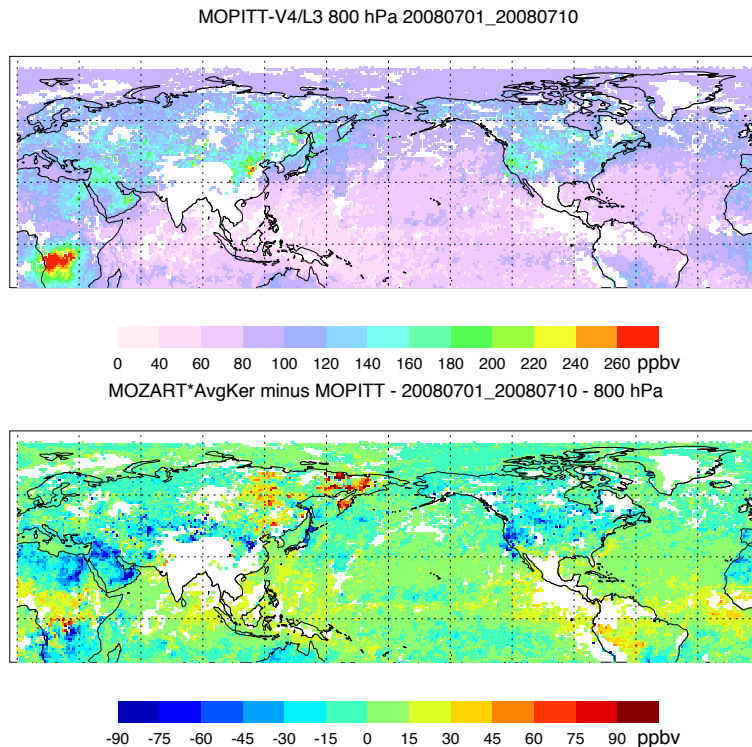 MOPITT-V4/L3 800 hPa 20080701_20080710
0 40 60 80 100 120 140 160 180 200 220 240 260 ppbv
MOZART*AvgKer minus MOPITT - 20080701_20080710 - 800 hPa
-90 -75 -60 -45 -30 -15 0 15 30 45 60 75 90 ppbv